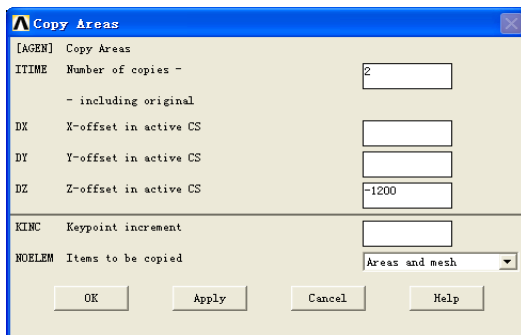 Copy Areas
[AGEN] Copy Areas
ITIME Number of copies - 2
- including original
DX X-offset in active CS
DY Y-offset in active CS
DZ Z-offset in active CS -1200
KINC Keypoint increment
NOELEM Items to be copied Areas and mesh
OK Apply Cancel Help